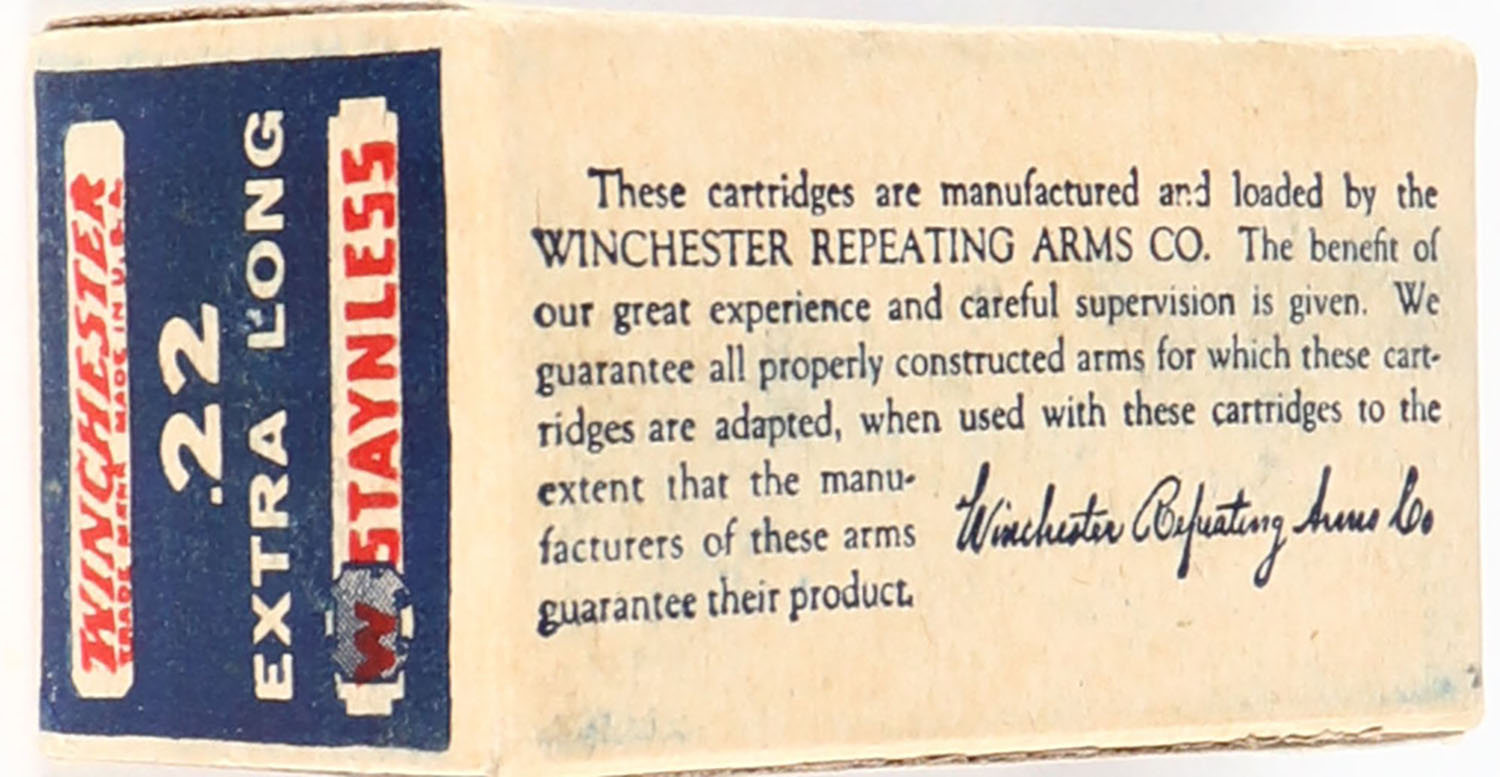 WINCHESTER
TRADE MARK MADE IN U.S.A.
.22
EXTRA LONG
W STAYNLESS
These cartridges are manufactured and loaded by the
WINCHESTER REPEATING ARMS CO. The benefit of
our great experience and careful supervision is given. We
guarantee all properly constructed arms for which these cart-
ridges are adapted, when used with these cartridges to the
extent that the manu-
facturers of these arms
guarantee their product.
Winchester Repeating Arms Co